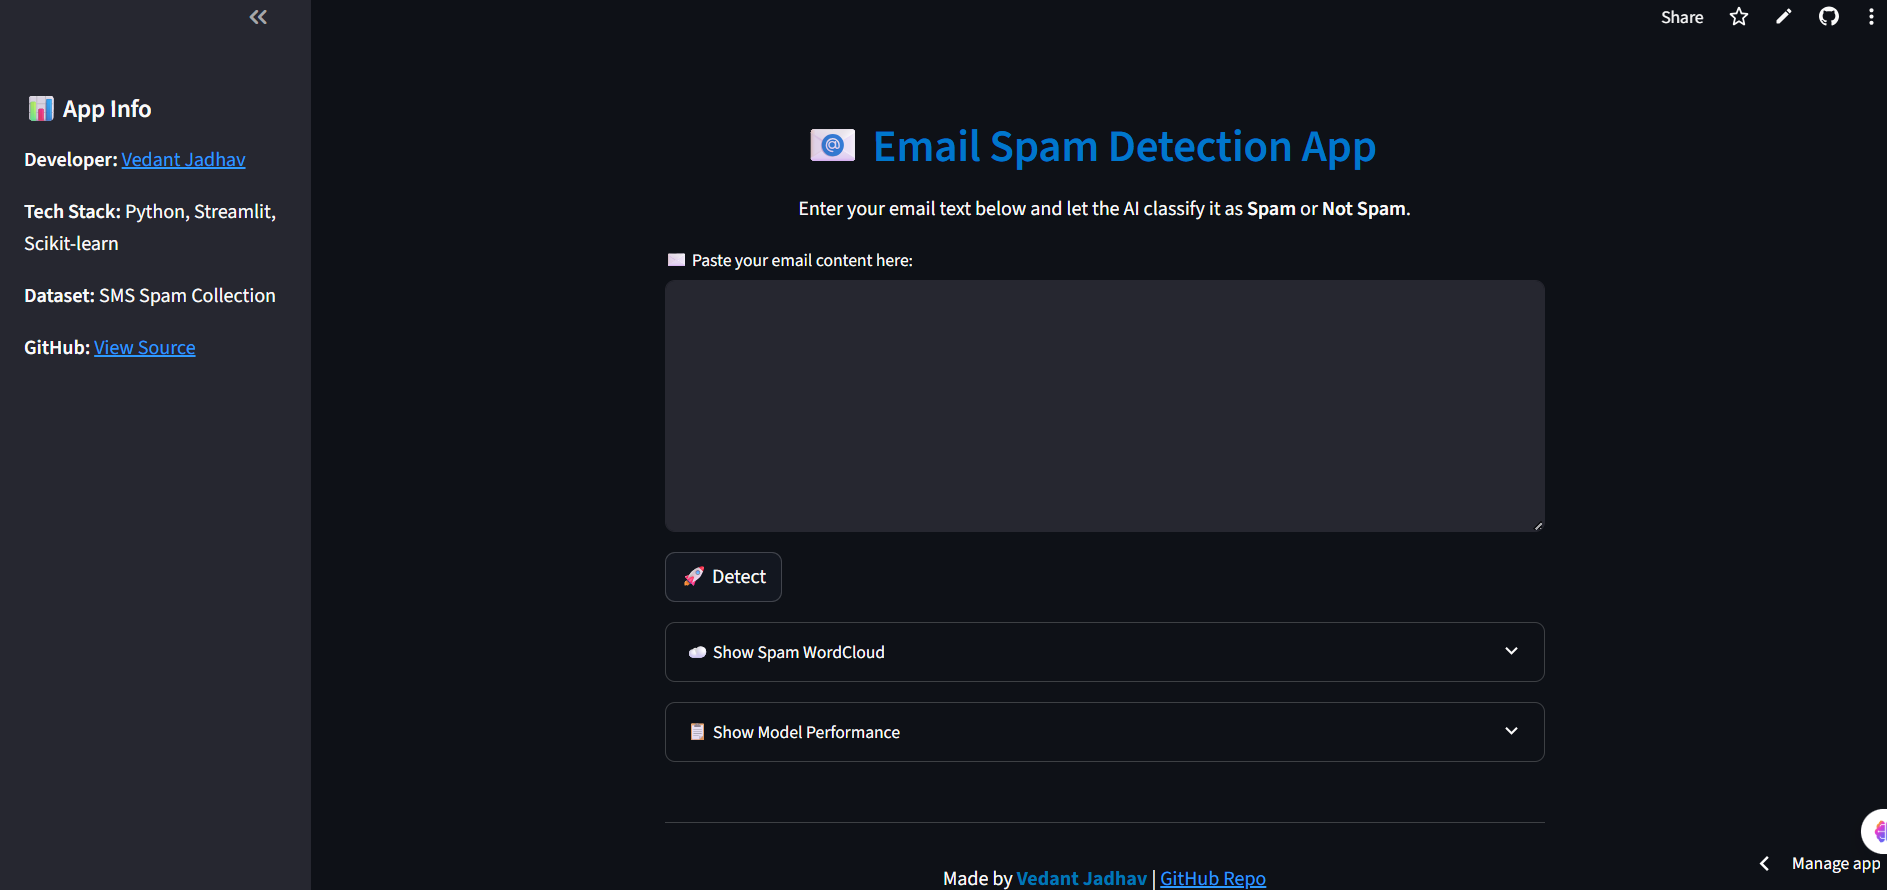 Share
App Info
Developer: Vedant Jadhav
Tech Stack: Python, Streamlit,
Scikit-learn
Dataset: SMS Spam Collection
GitHub: View Source
Email Spam Detection App
Enter your email text below and let the AI classify it as Spam or Not Spam.
Paste your email content here:
Detect
Show Spam WordCloud
Show Model Performance
Made by Vedant Jadhav | GitHub Repo
Manage app